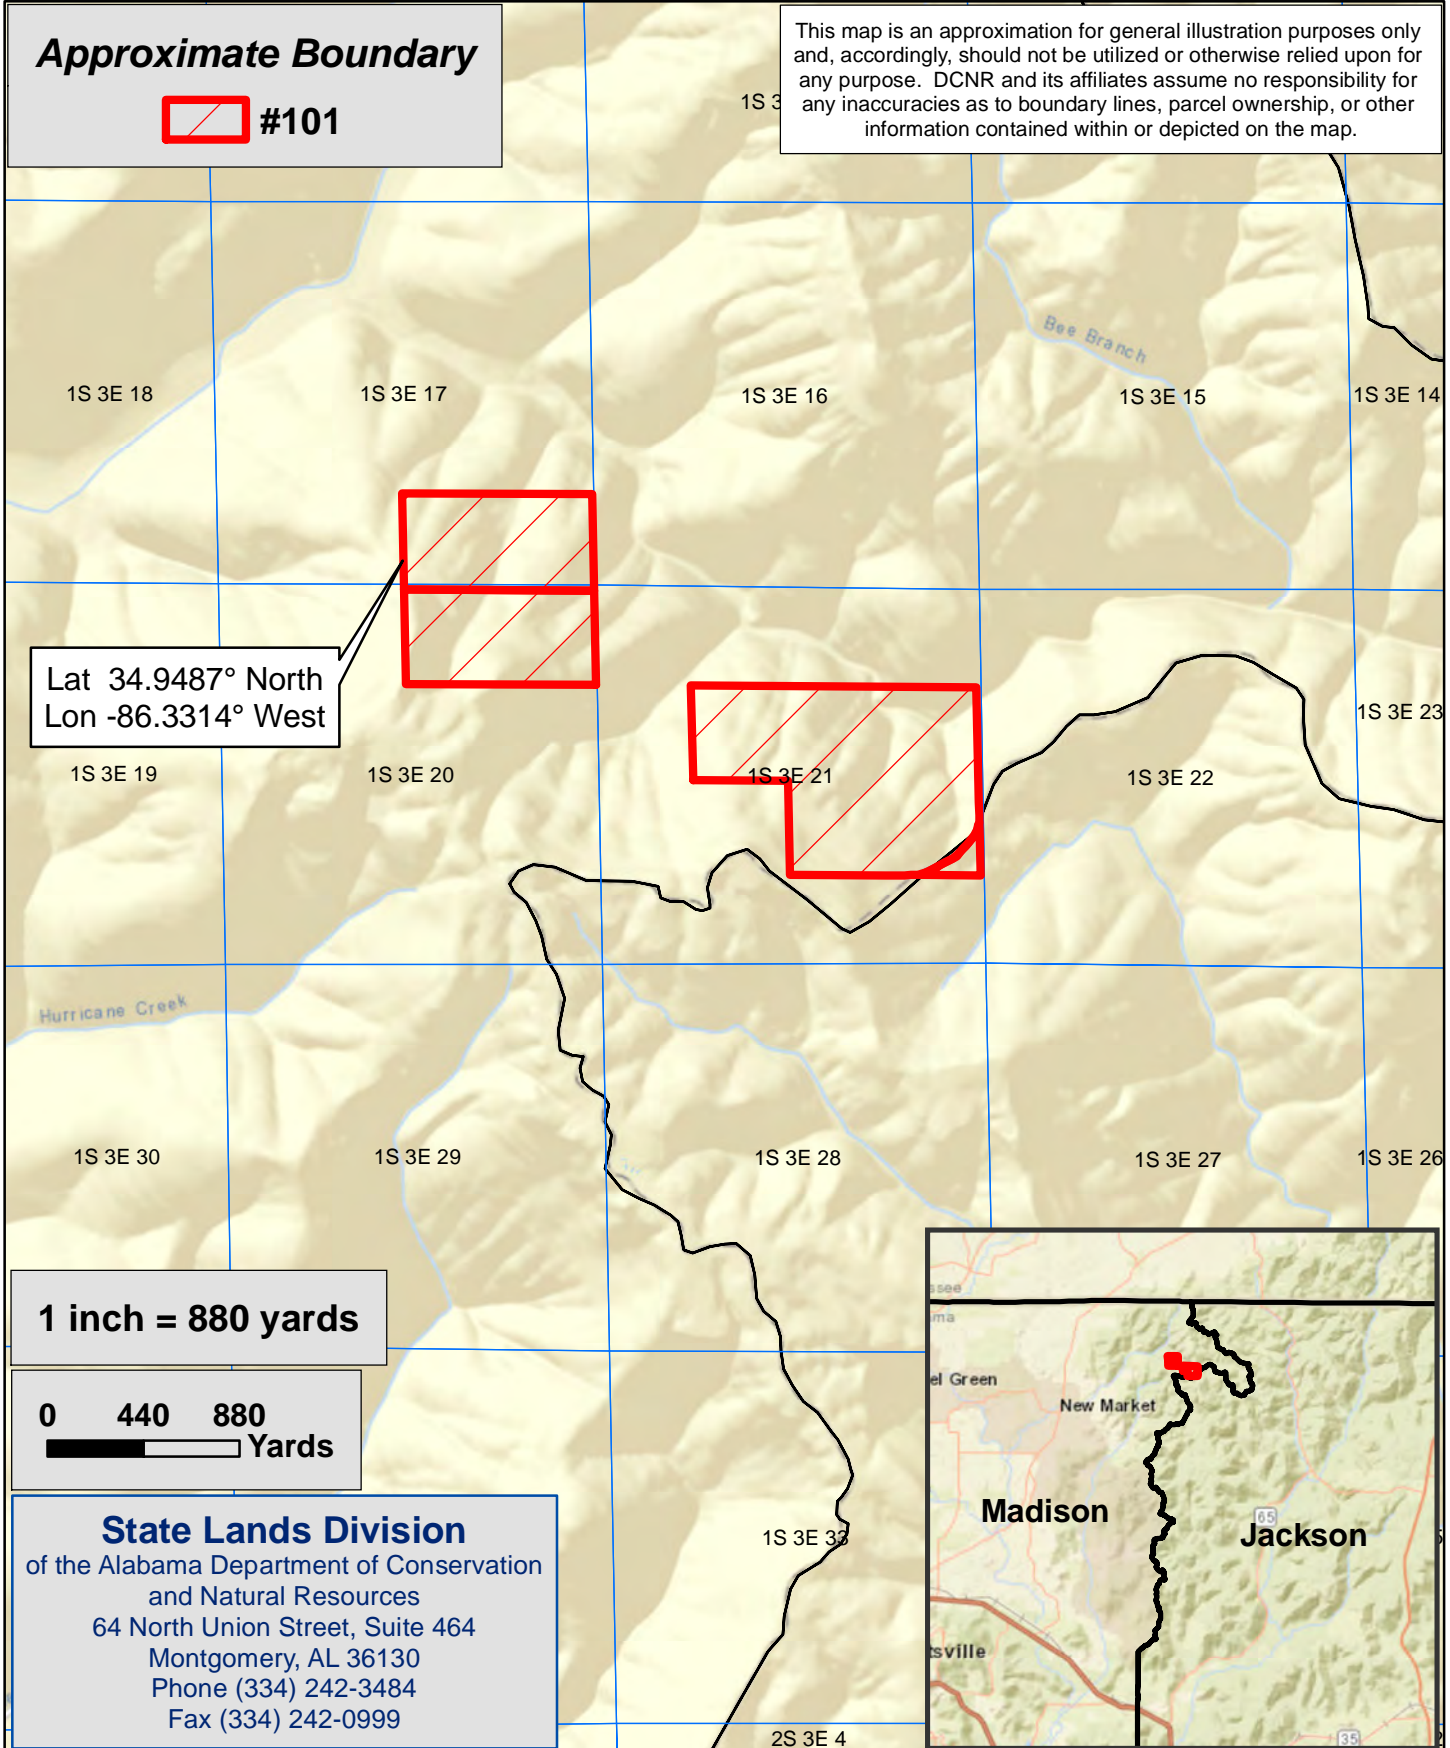 Approximate Boundary
#101
This map is an approximation for general illustration purposes only
and, accordingly, should not be utilized or otherwise relied upon for
any purpose. DCNR and its affiliates assume no responsibility for
any inaccuracies as to boundary lines, parcel ownership, or other
information contained within or depicted on the map.
1S 3
Bee Branch
1S 3E 18
1S 3E 17
1S 3E 16
1S 3E 15
1S 3E 14
Lat 34.9487° North
Lon -86.3314° West
1S 3E 19
1S 3E 20
1S 3E 21
1S 3E 22
1S 3E 23
Hurricane Creek
1S 3E 30
1S 3E 29
1S 3E 28
1S 3E 27
1S 3E 26
1 inch = 880 yards
0 440 880
Yards
State Lands Division
of the Alabama Department of Conservation
and Natural Resources
64 North Union Street, Suite 464
Montgomery, AL 36130
Phone (334) 242-3484
Fax (334) 242-0999
1S 3E 33
2S 3E 4
ssee
ama
el Green
New Market
Madison
65
Jackson
tsville
35